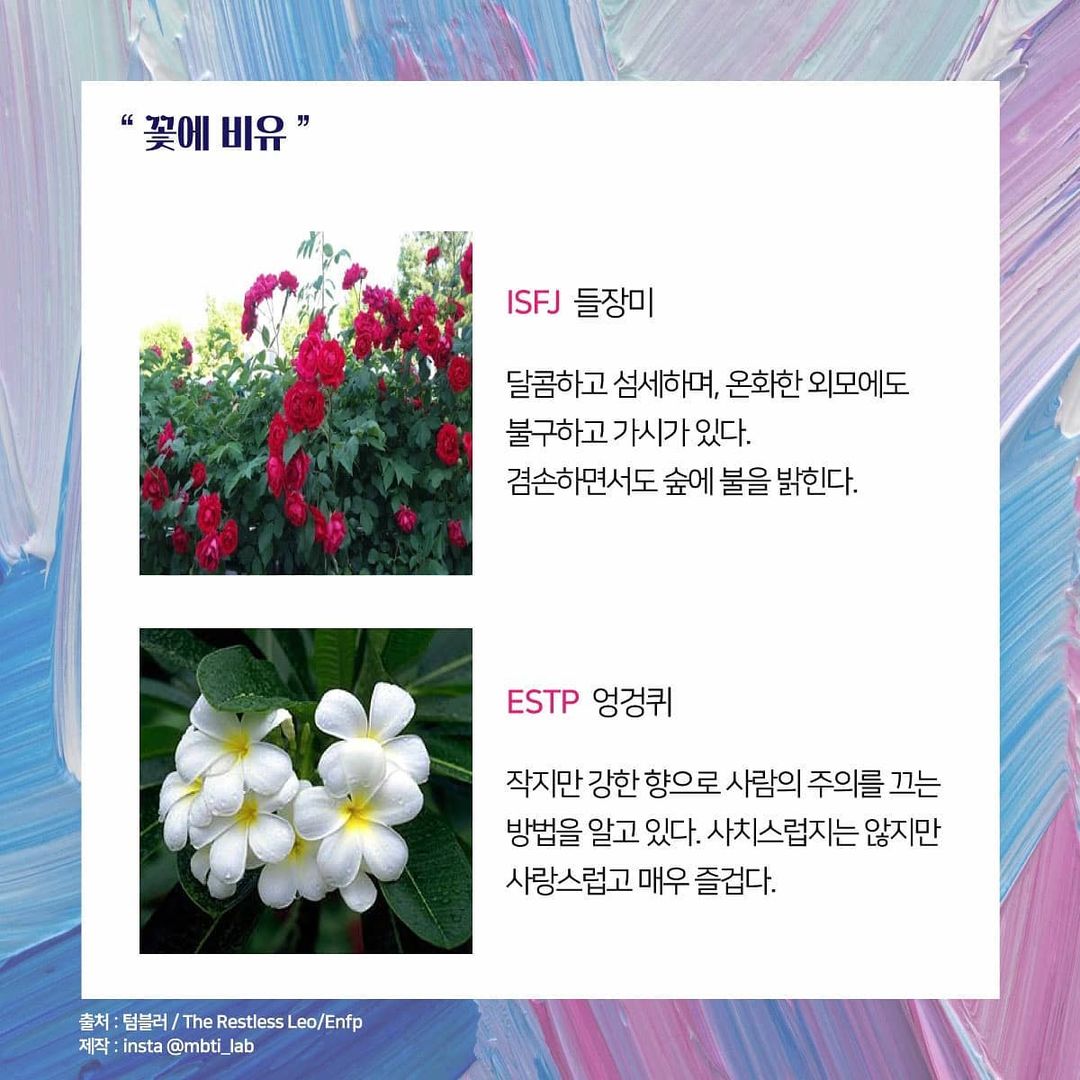 “ 꽃에 비유 ”
ISFJ 들장미
달콤하고 섬세하며, 온화한 외모에도
불구하고 가시가 있다.
겸손하면서도 숲에 불을 밝힌다.
ESTP 엉겅퀴
작지만 강한 향으로 사람의 주의를 끄는
방법을 알고 있다. 사치스럽지는 않지만
사랑스럽고 매우 즐겁다.
출처 : 텀블러 / The Restless Leo/Enfp
제작 : insta @mbti_lab